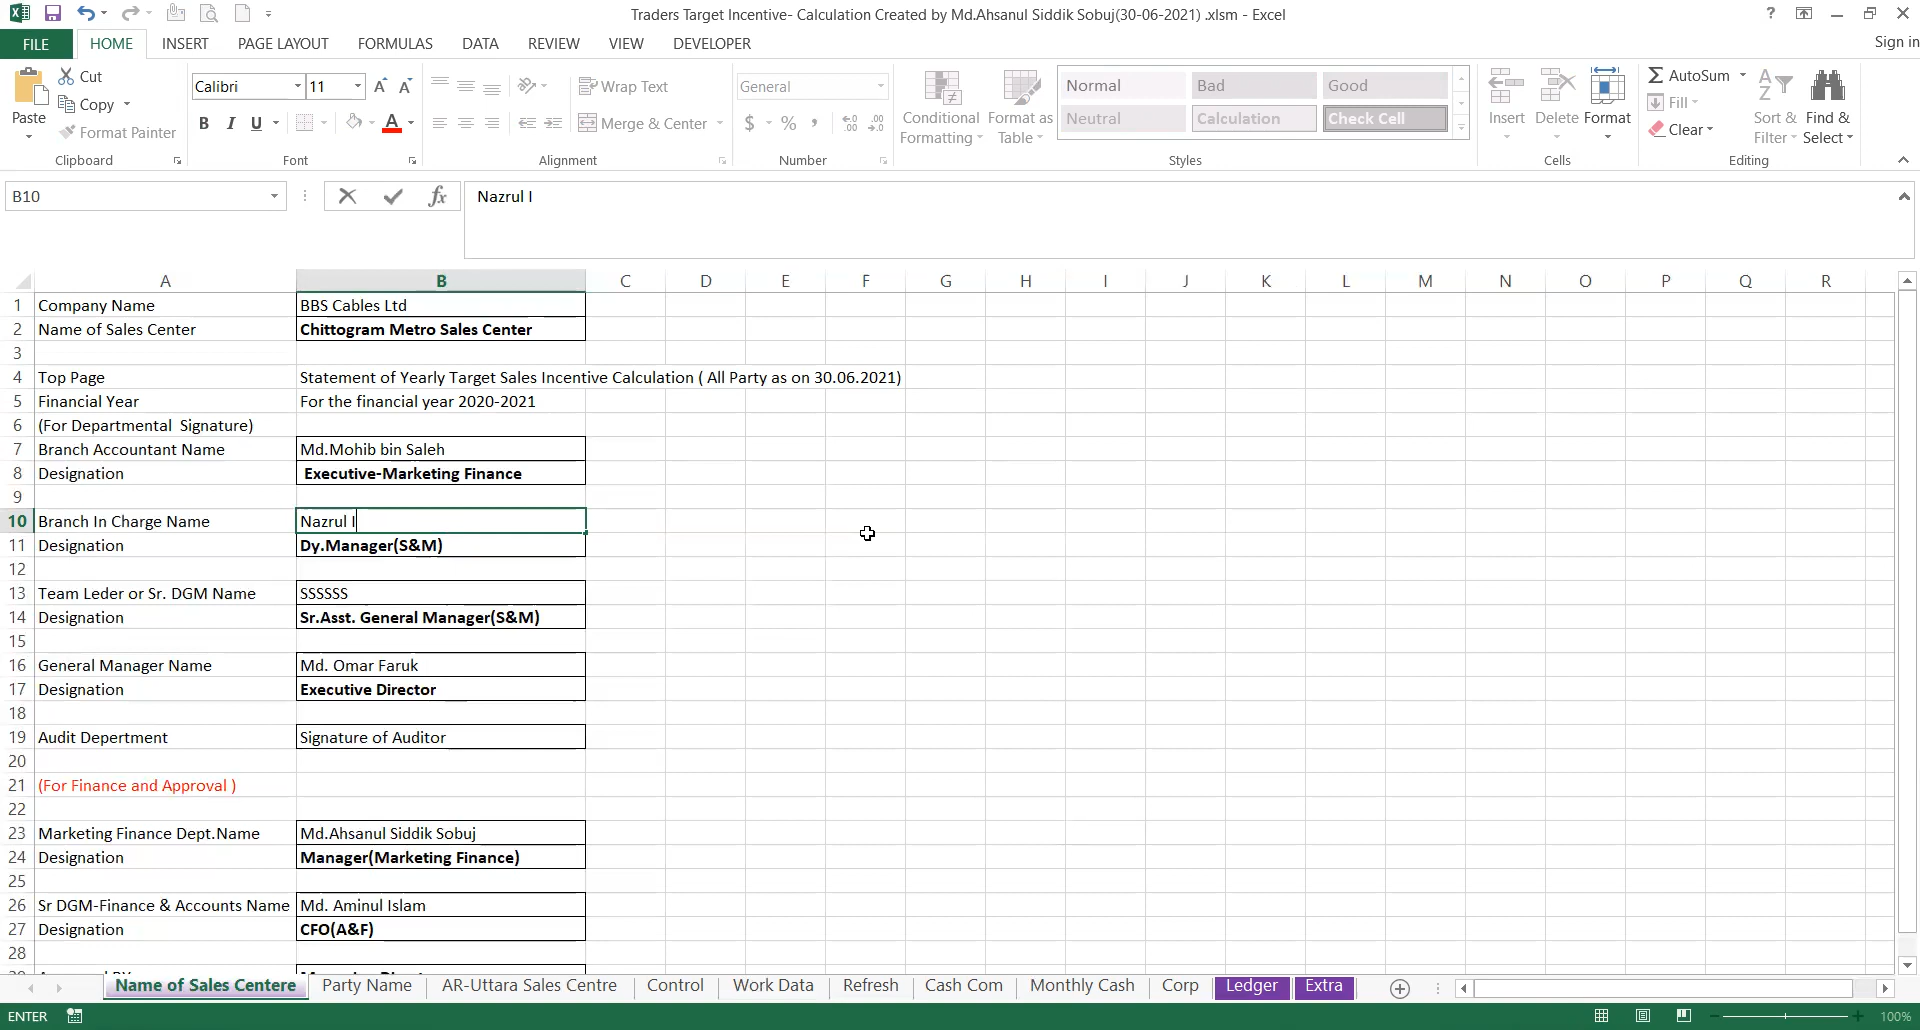 Traders Target Incentive- Calculation Created by Md.Ahsanul Siddik Sobuj(30-06-2021) .xlsm - Excel
?
FILE HOME INSERT PAGE LAYOUT FORMULAS DATA REVIEW VIEW DEVELOPER Sign in
Paste
Cut
Copy
Format Painter
Clipboard
Calibri 11
B I U
Font
Wrap Text
Merge & Center
Alignment
General
$ % ,
Number
Conditional Formatting
Format as Table
Normal Bad Good
Neutral Calculation Check Cell
Styles
Insert Delete Format
Cells
AutoSum
Fill
Clear
Sort & Filter
Find & Select
Editing
B10 fx Nazrul I
A B C D E F G H I J K L M N O P Q R
1 Company Name BBS Cables Ltd
2 Name of Sales Center Chittogram Metro Sales Center
3
4 Top Page Statement of Yearly Target Sales Incentive Calculation ( All Party as on 30.06.2021)
5 Financial Year For the financial year 2020-2021
6 (For Departmental  Signature)
7 Branch Accountant Name Md.Mohib bin Saleh
8 Designation Executive-Marketing Finance
9
10 Branch In Charge Name Nazrul I
11 Designation Dy.Manager(S&M)
12
13 Team Leder or Sr. DGM Name SSSSSS
14 Designation Sr.Asst. General Manager(S&M)
15
16 General Manager Name Md. Omar Faruk
17 Designation Executive Director
18
19 Audit Depertment Signature of Auditor
20
21 (For Finance and Approval )
22
23 Marketing Finance Dept.Name Md.Ahsanul Siddik Sobuj
24 Designation Manager(Marketing Finance)
25
26 Sr DGM-Finance & Accounts Name Md. Aminul Islam
27 Designation CFO(A&F)
28
Name of Sales Centere Party Name AR-Uttara Sales Centre Control Work Data Refresh Cash Com Monthly Cash Corp Ledger Extra
ENTER 100%